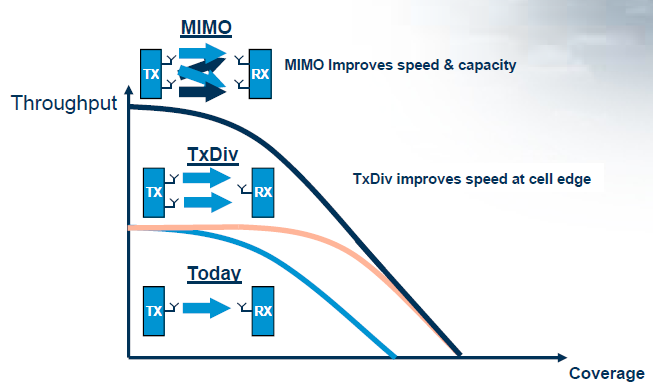 MIMO
TX
RX
MIMO Improves speed & capacity
Throughput
TxDiv
TX
RX
TxDiv improves speed at cell edge
Today
TX
RX
Coverage